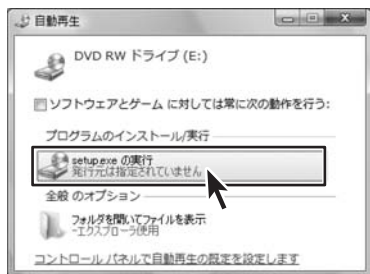 自動再生
DVD RW ドライブ (E:)
ソフトウェアとゲーム に対しては常に次の動作を行う:
プログラムのインストール/実行
setup.exe の実行
発行元は指定されていません
全般 のオプション
フォルダを開いてファイルを表示
-エクスプローラ使用
コントロール パネルで自動再生の既定を設定します